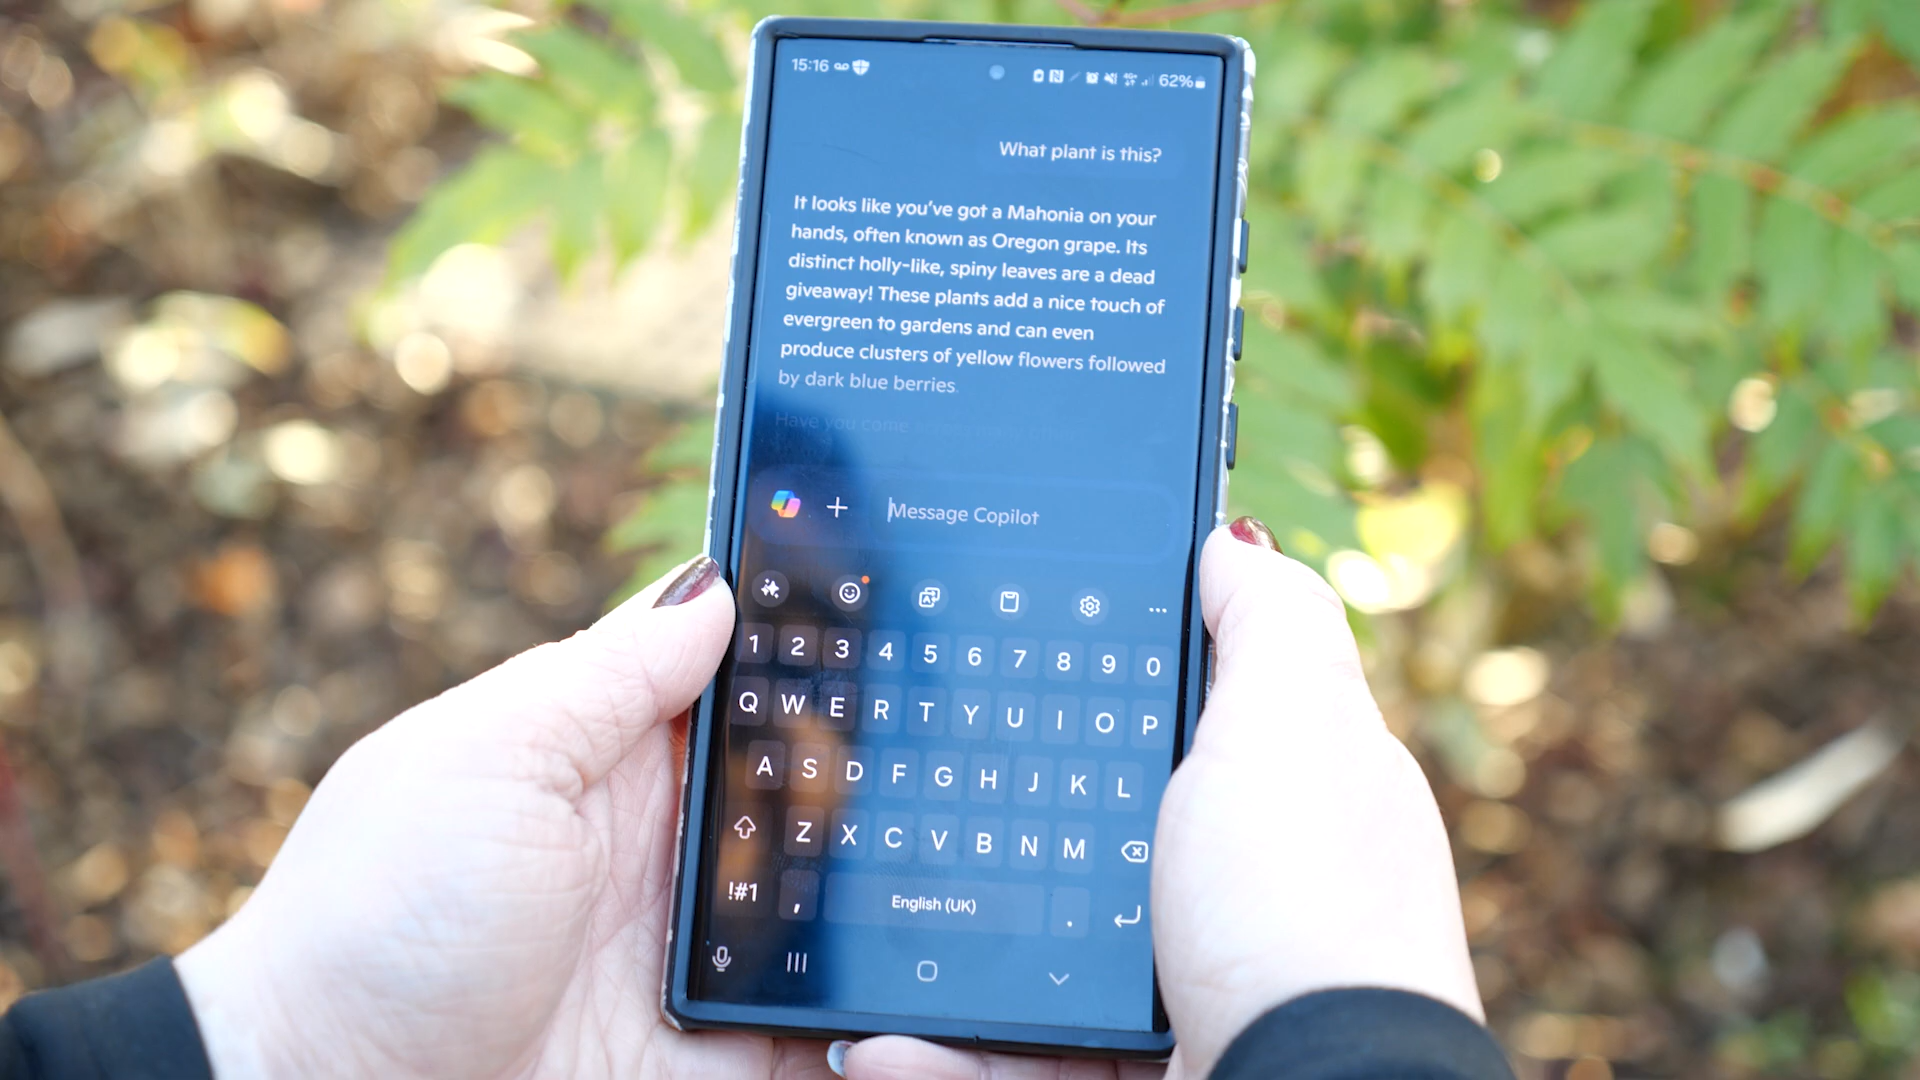 15:16
62%
What plant is this?
It looks like you've got a Mahonia on your
hands, often known as Oregon grape. Its
distinct holly-like, spiny leaves are a dead
giveaway! These plants add a nice touch of
evergreen to gardens and can even
produce clusters of yellow flowers followed
by dark blue berries.
Have you come
Message Copilot
1 2 3 4 5 6 7 8 9 0
Q W E R T Y U I O P
A S D F G H J K L
Z X C V B N M
!#1 , English (UK) .